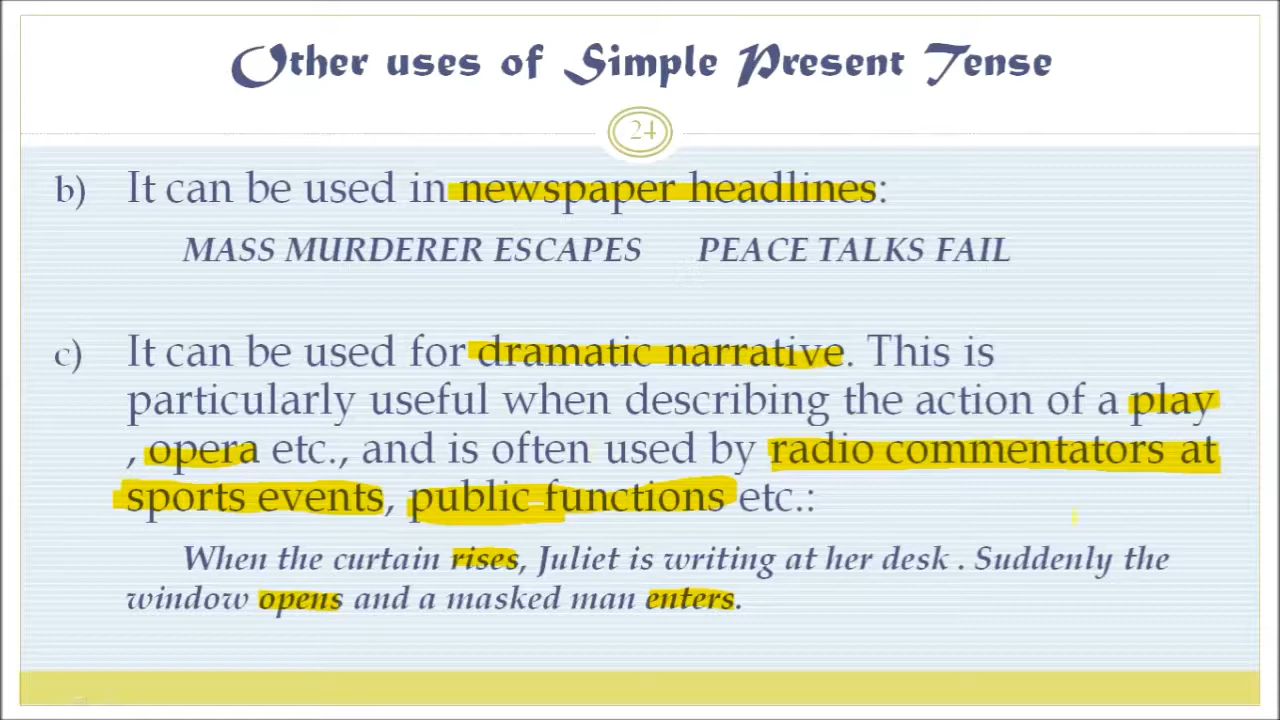 Other uses of Simple Present Tense
24
b) It can be used in newspaper headlines:
MASS MURDERER ESCAPES PEACE TALKS FAIL
c) It can be used for dramatic narrative. This is
particularly useful when describing the action of a play
, opera etc., and is often used by radio commentators at
sports events, public functions etc.:
When the curtain rises, Juliet is writing at her desk . Suddenly the
window opens and a masked man enters.